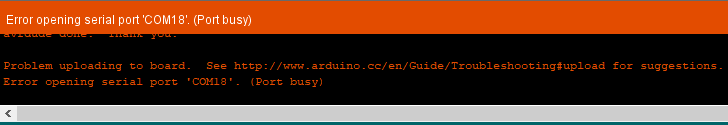 Error opening serial port 'COM18'. (Port busy)
avrdude done.  Thank you.
Problem uploading to board.  See http://www.arduino.cc/en/Guide/Troubleshooting#upload for suggestions.
Error opening serial port 'COM18'. (Port busy)